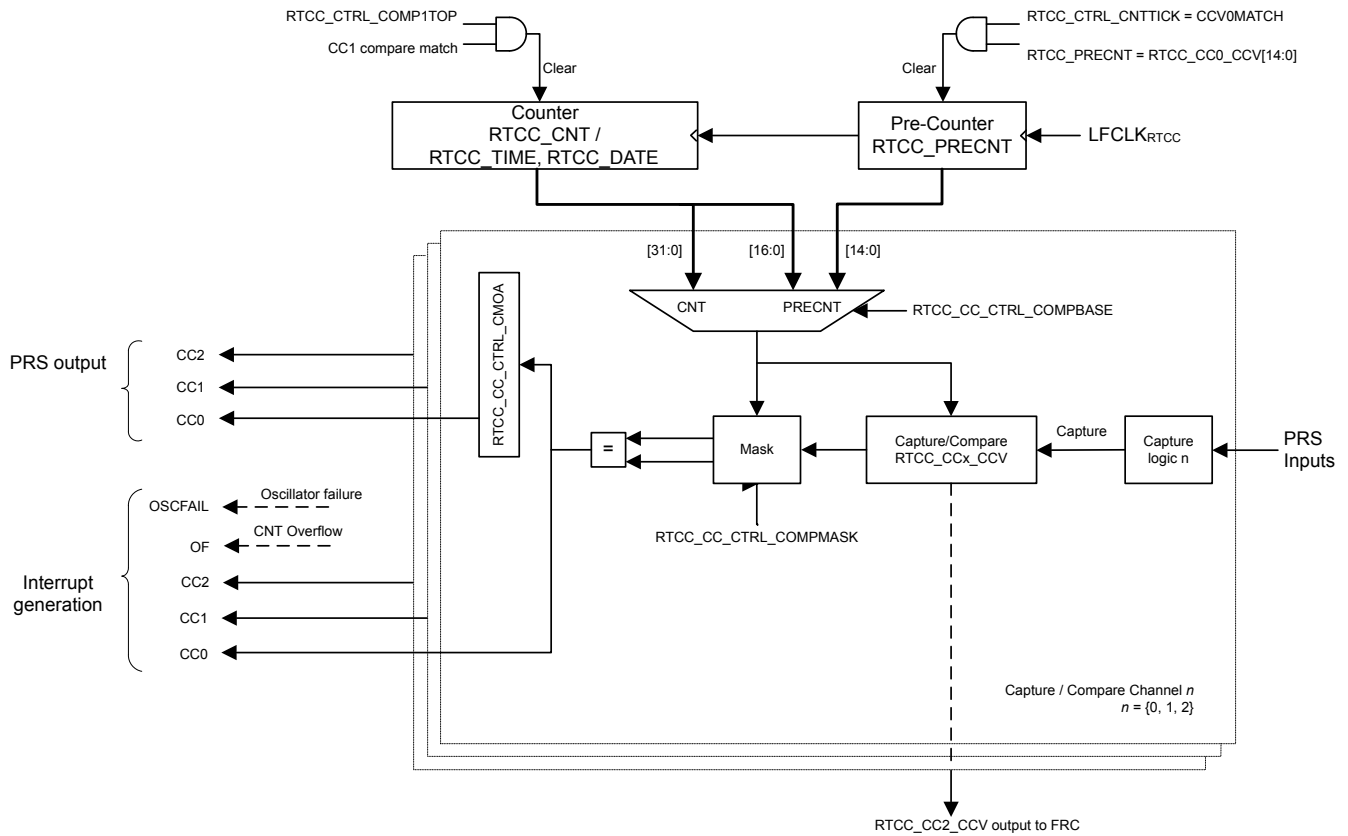 RTCC_CTRL_COMP1TOP
CC1 compare match
Clear
RTCC_CTRL_CNTTICK = CCV0MATCH
RTCC_PRECNT = RTCC_CC0_CCV[14:0]
Clear
Counter
RTCC_CNT /
RTCC_TIME, RTCC_DATE
Pre-Counter
RTCC_PRECNT
LFCLKRTCC
[31:0]
[16:0]
[14:0]
CNT
PRECNT
RTCC_CC_CTRL_COMPBASE
RTCC_CC_CTRL_CMOA
PRS output
CC2
CC1
CC0
=
Mask
Capture/Compare
RTCC_CCx_CCV
Capture
Capture
logic n
PRS
Inputs
RTCC_CC_CTRL_COMPMASK
Interrupt
generation
OSCFAIL
Oscillator failure
OF
CNT Overflow
CC2
CC1
CC0
Capture / Compare Channel n
n = {0, 1, 2}
RTCC_CC2_CCV output to FRC